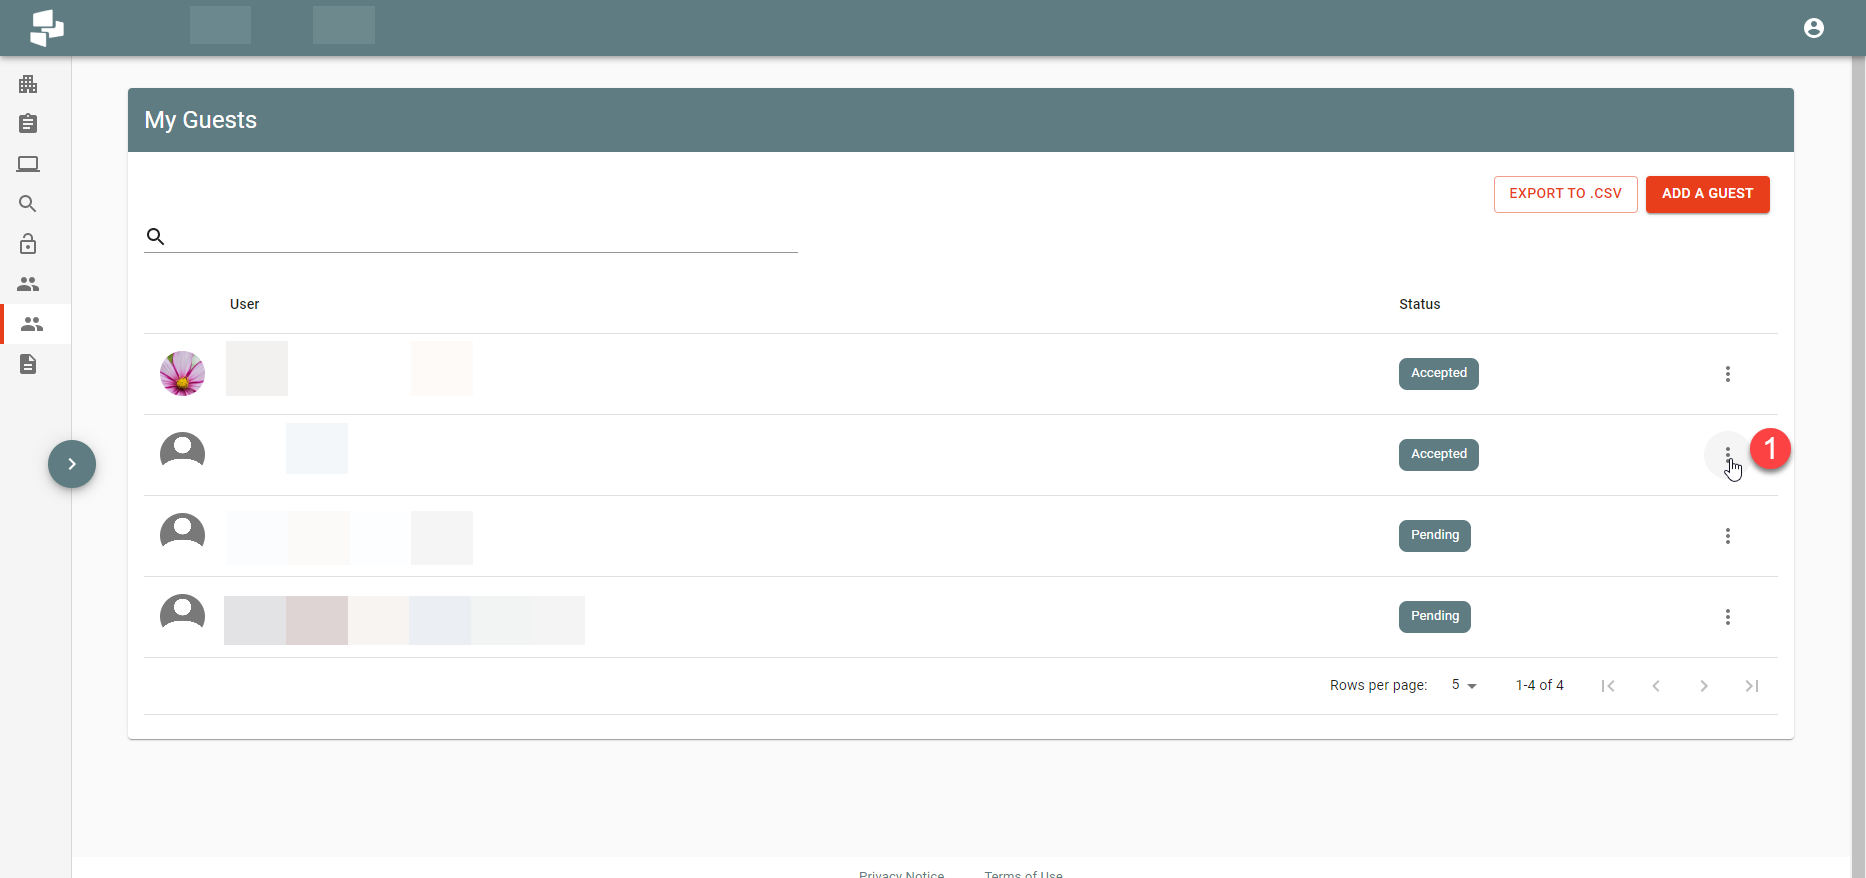 My Guests
EXPORT TO .CSV
ADD A GUEST
User
Status
Accepted
Accepted
1
Pending
Pending
Rows per page:
5
1-4 of 4
Privacy Notice
Terms of Use